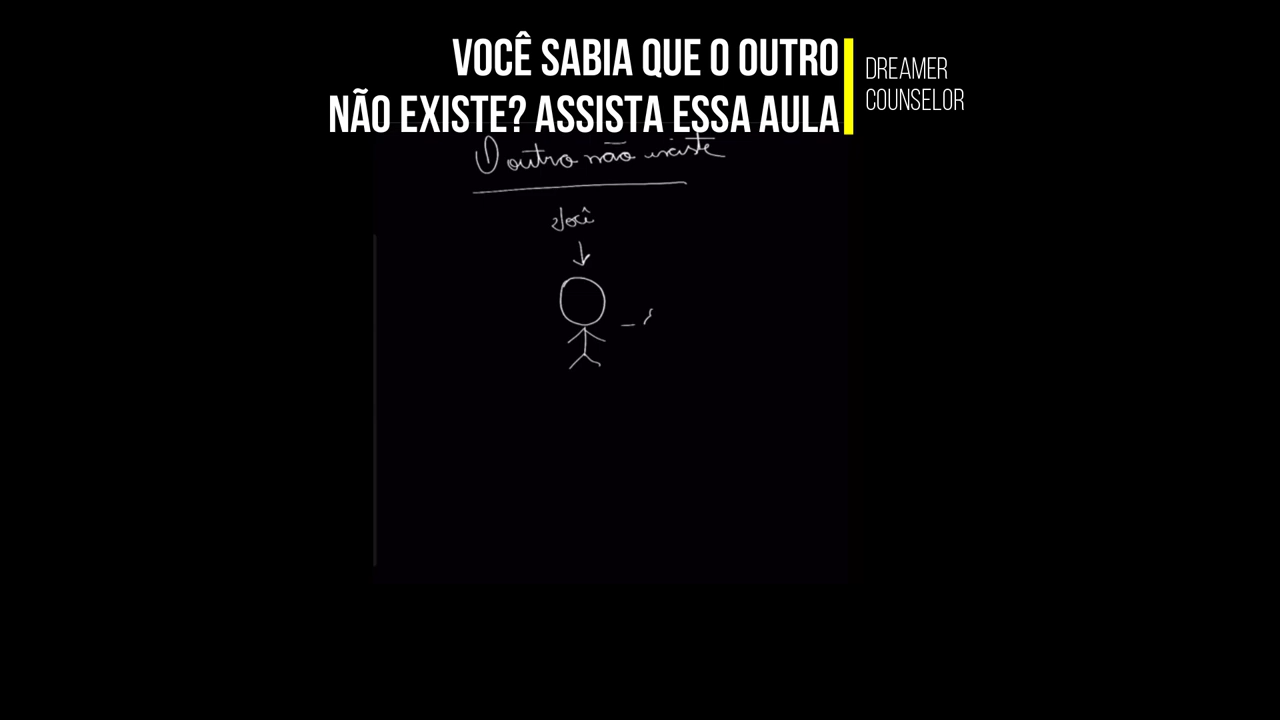 VOCÊ SABIA QUE O OUTRO
NÃO EXISTE? ASSISTA ESSA AULA
DREAMER
COUNSELOR
O outro não existe
Você